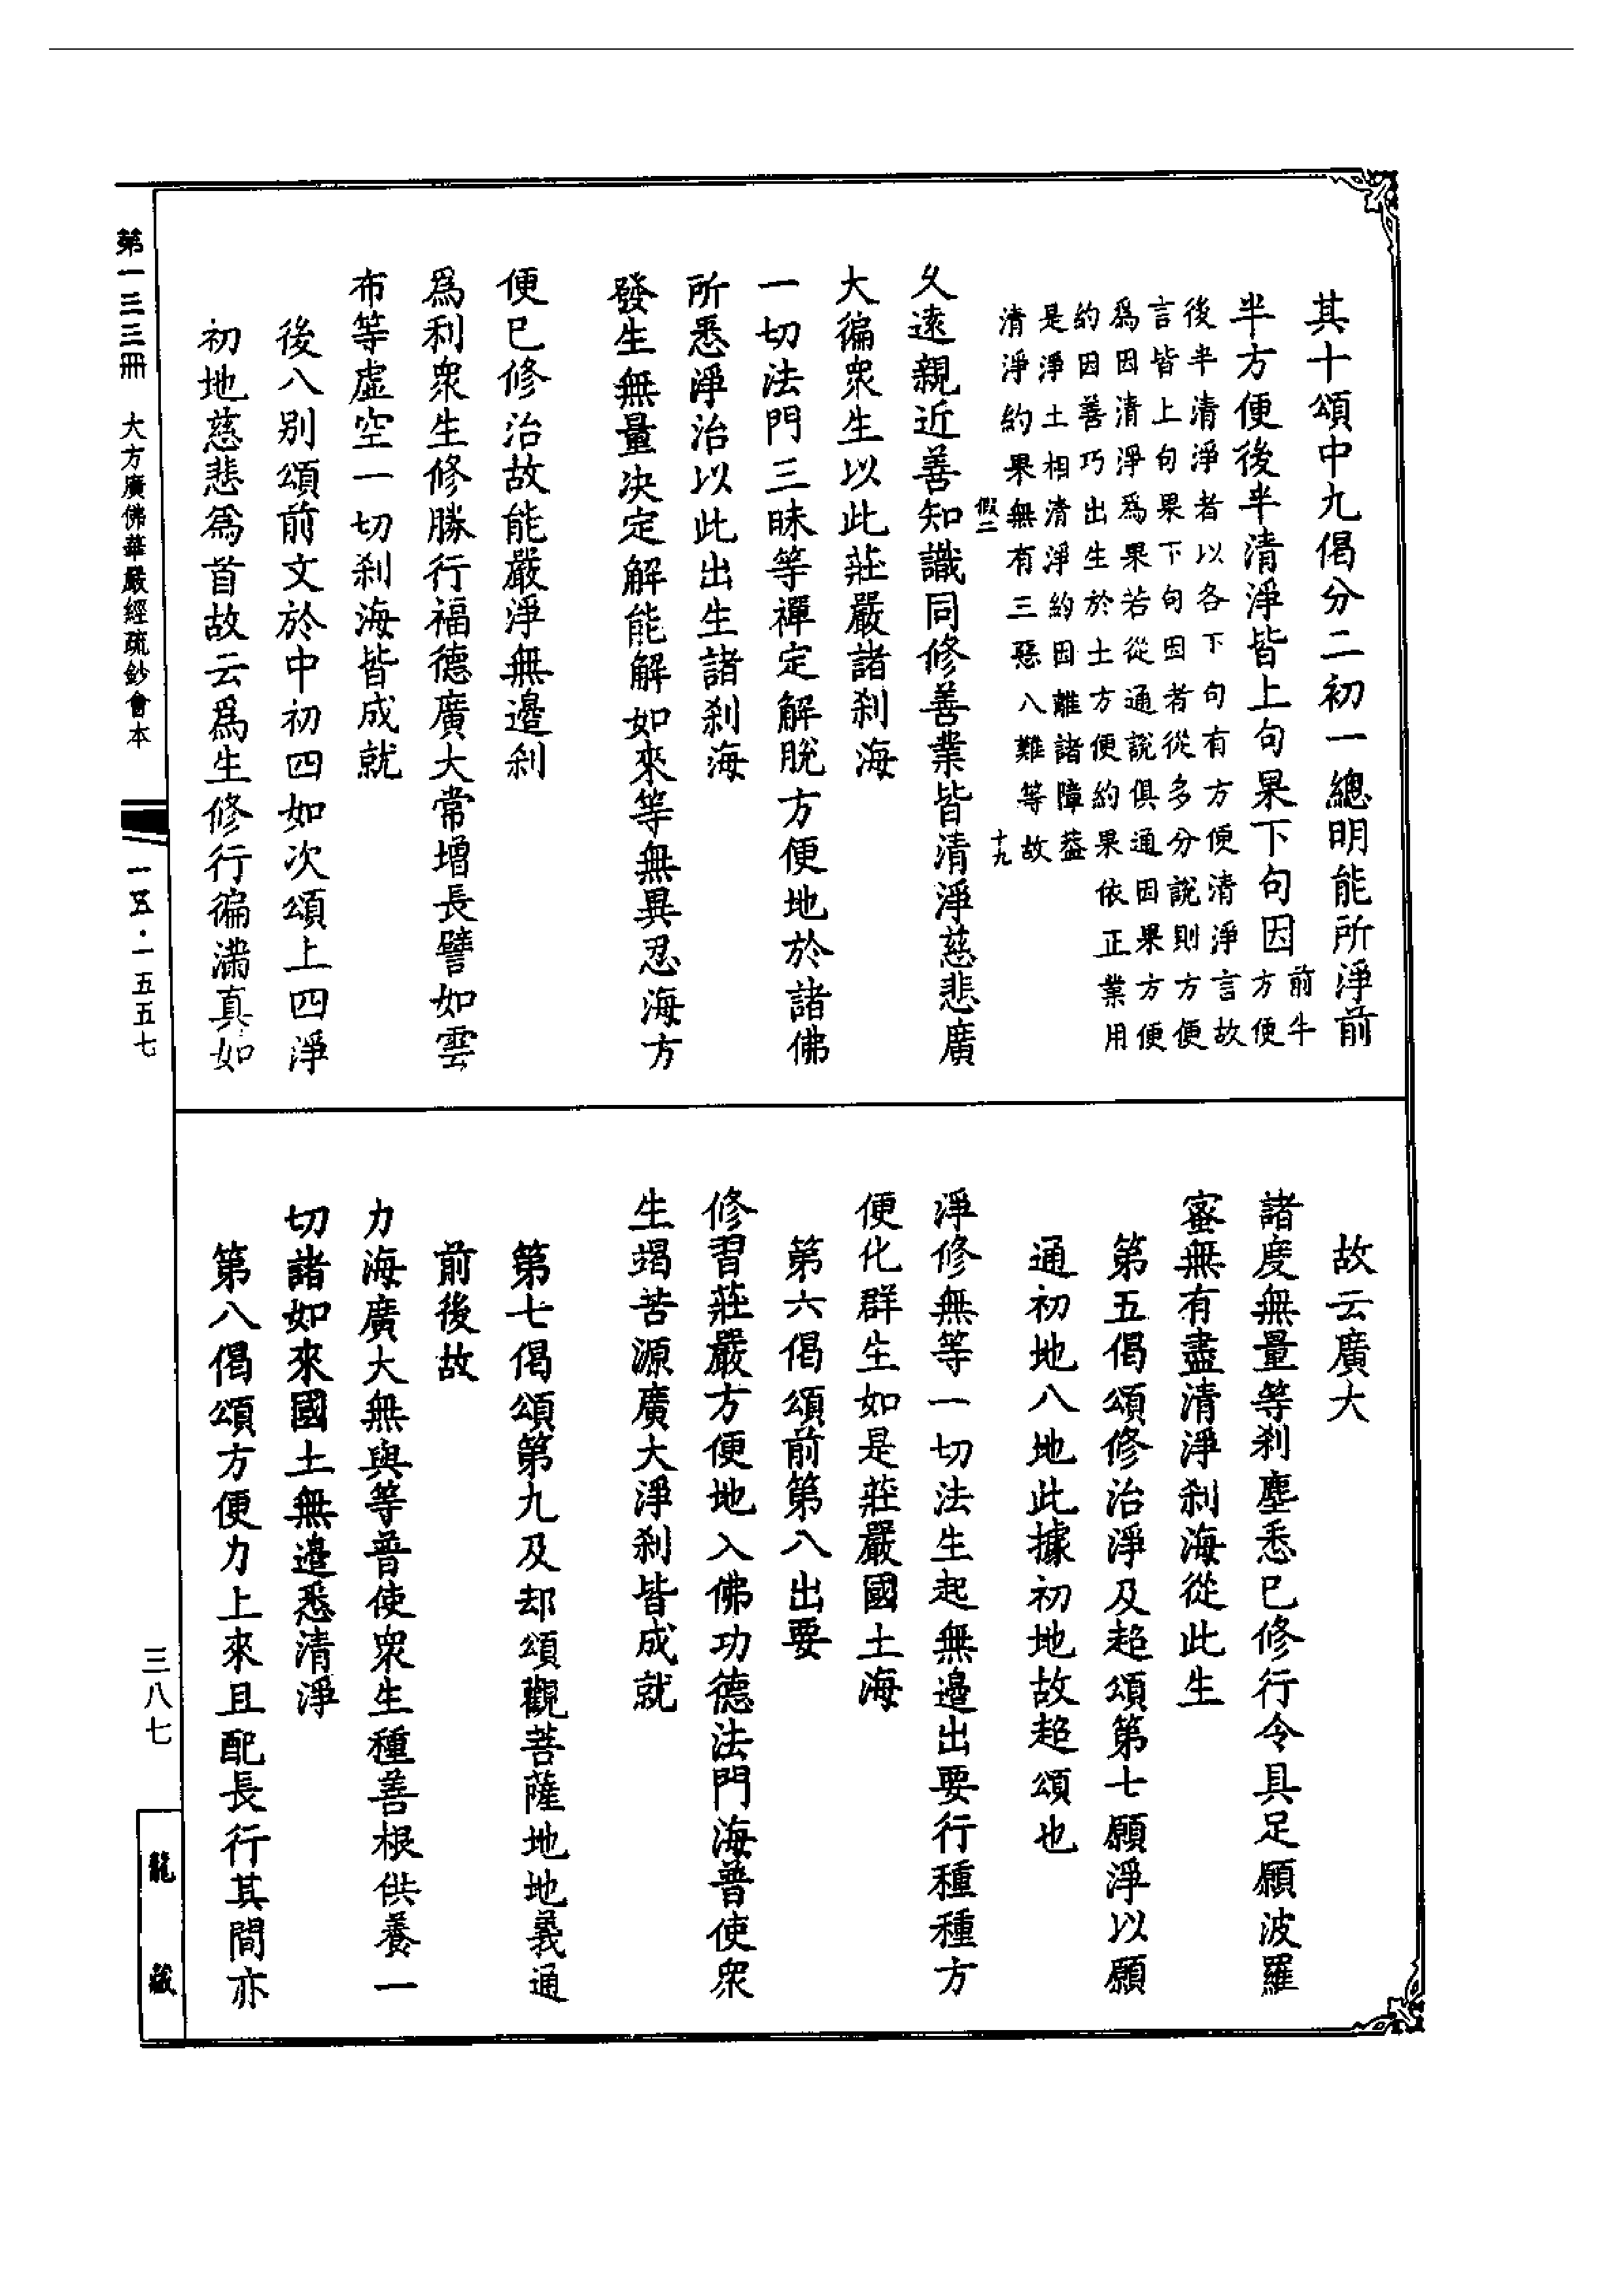 其十頌中九偈分二初一總明能所淨前
半方便後半清淨皆上句果下句因
前半
方便
後半清淨者以各下句有方便清淨言故
言皆上句果下句因者從多分說則方便
爲因清淨爲果若從通說俱通因果方便
約因善巧出生於土方便約果依正業用
是淨土相清淨約因離諸障葢
清淨約果無有三惡八難等故
假二
十九
久遠親近善知識同修善業皆清淨慈悲廣
大徧衆生以此莊嚴諸刹海
一切法門三昧等禪定解脫方便地於諸佛
所悉淨治以此出生諸刹海
發生無量決定解能解如來等無異忍海方
便已修治故能嚴淨無邊刹
爲利衆生修勝行福德廣大常增長譬如雲
布等虛空一切刹海皆成就
後八別頌前文於中初四如次頌上四淨
初地慈悲爲首故云爲生修行徧滿真如
故云廣大
諸度無量等刹塵悉已修行令具足願波羅
蜜無有盡清淨刹海從此生
第五偈頌修治淨及超頌第七願淨以願
通初地八地此據初地故超頌也
淨修無等一切法生起無邊出要行種種方
便化群生如是莊嚴國土海
第六偈頌前第八出要
修習莊嚴方便地入佛功德法門海普使衆
生竭苦源廣大淨刹皆成就
第七偈頌第九及却頌觀菩薩地地義通
前後故
力海廣大無與等普使衆生種善根供養一
切諸如來國土無邊悉清淨
第八偈頌方便力上來且配長行其間亦
第一三三冊　大方廣佛華嚴經疏鈔會本
一五·一五五七
三八七
龍藏